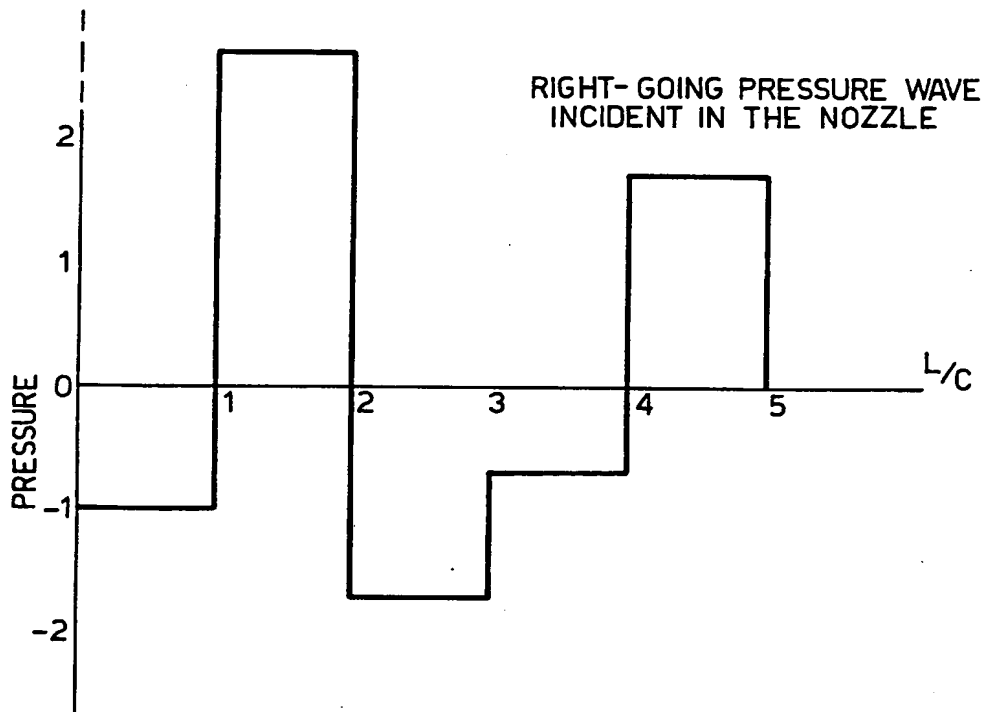 RIGHT-GOING PRESSURE WAVE
INCIDENT IN THE NOZZLE
2
1
0
-1
-2
PRESSURE
1 2 3 4 5
L/C